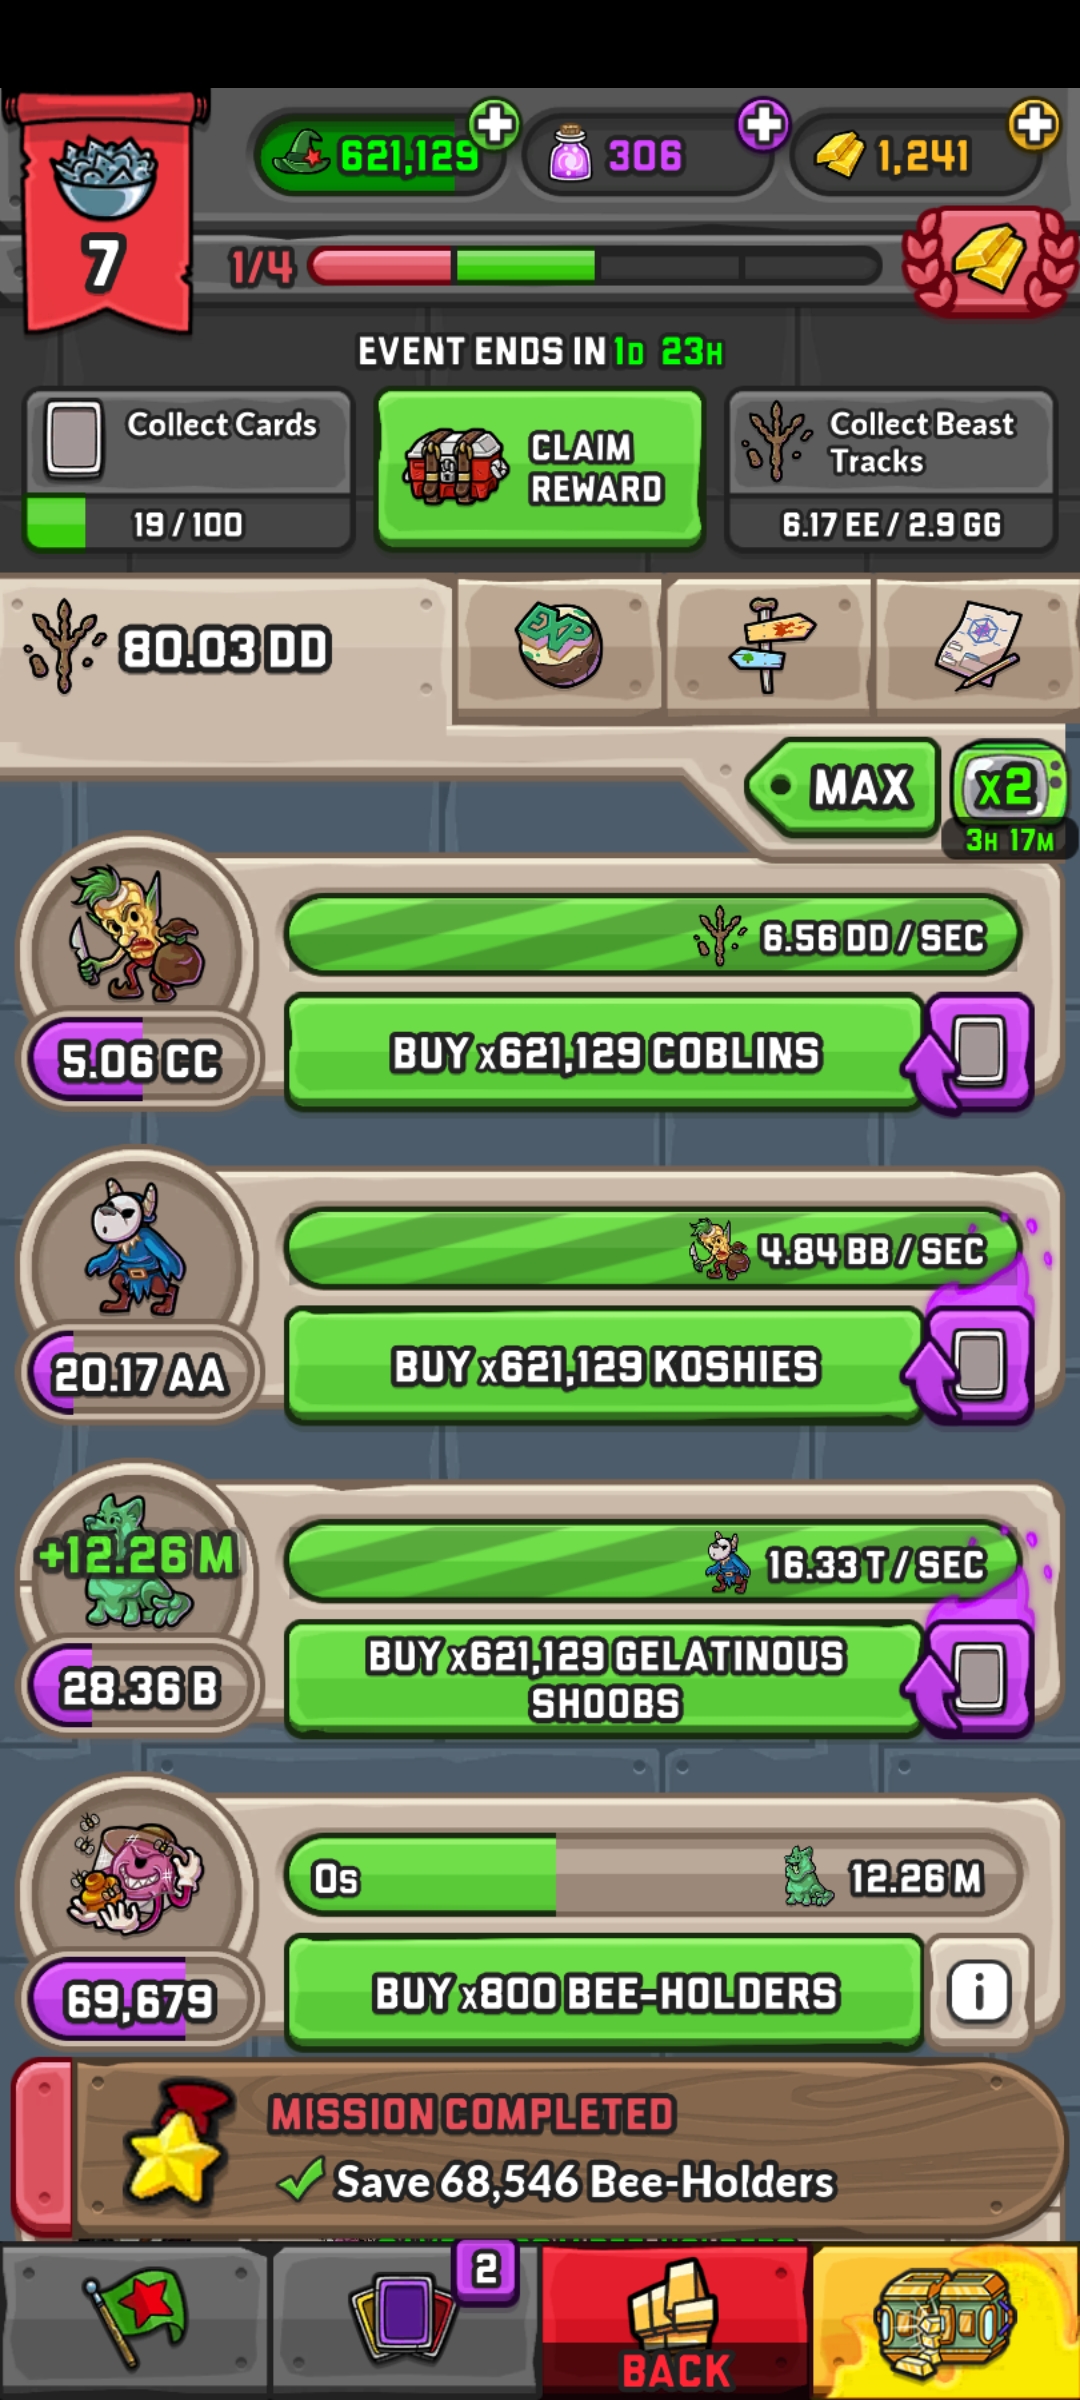 621,129
306
1,241
7
1/4
EVENT ENDS IN 1D 23H
Collect Cards
19 / 100
CLAIM
REWARD
Collect Beast
Tracks
6.17 EE / 2.9 GG
80.03 DD
EXP
MAX
x2
3H 17M
6.56 DD / SEC
5.06 CC
BUY x621,129 COBLINS
4.84 BB / SEC
20.17 AA
BUY x621,129 KOSHIES
+12.26 M
16.33 T / SEC
28.36 B
BUY x621,129 GELATINOUS
SHOOBS
0s
12.26 M
69,679
BUY x800 BEE-HOLDERS
i
MISSION COMPLETED
Save 68,546 Bee-Holders
2
BACK